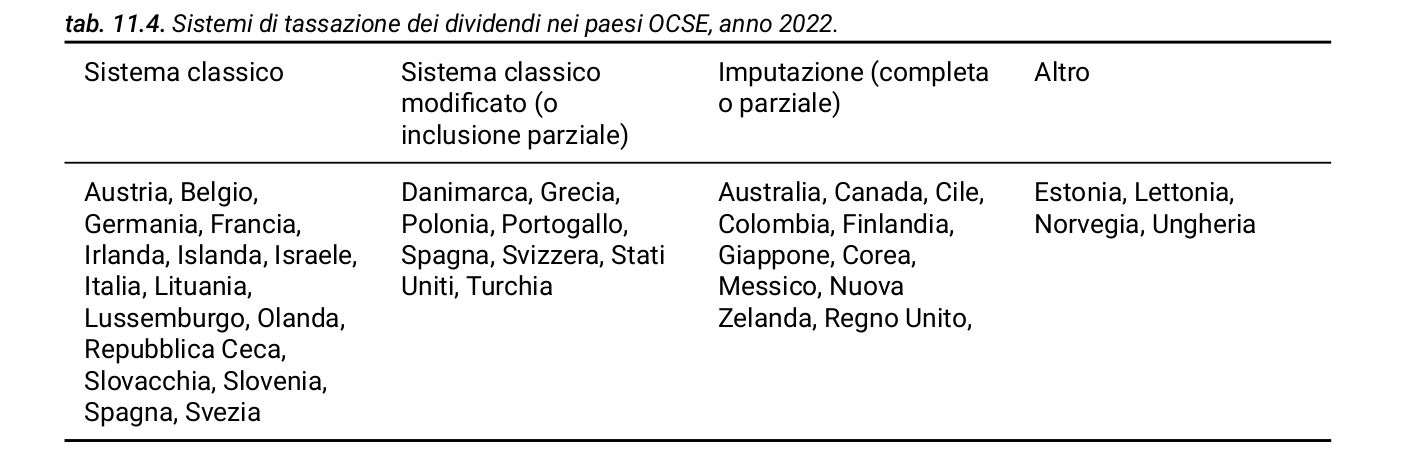 tab. 11.4. Sistemi di tassazione dei dividendi nei paesi OCSE, anno 2022.
Sistema classico
Sistema classico
modificato (o
inclusione parziale)
Imputazione (completa
o parziale)
Altro
Austria, Belgio,
Germania, Francia,
Irlanda, Islanda, Israele,
Italia, Lituania,
Lussemburgo, Olanda,
Repubblica Ceca,
Slovacchia, Slovenia,
Spagna, Svezia
Danimarca, Grecia,
Polonia, Portogallo,
Spagna, Svizzera, Stati
Uniti, Turchia
Australia, Canada, Cile,
Colombia, Finlandia,
Giappone, Corea,
Messico, Nuova
Zelanda, Regno Unito,
Estonia, Lettonia,
Norvegia, Ungheria